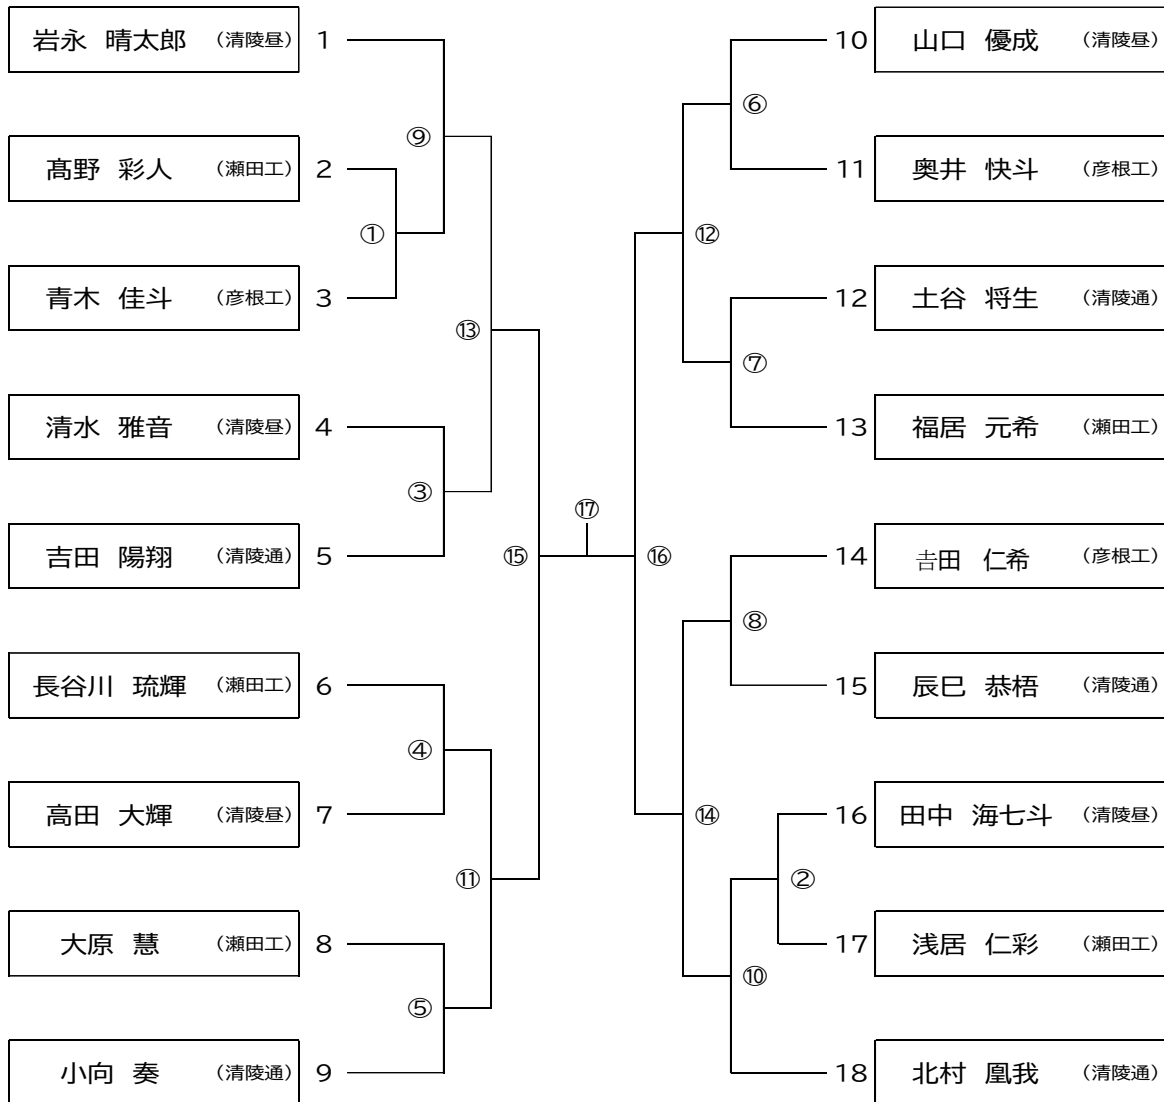 岩永 晴太郎 （清陵昼） 1
⑨
髙野 彩人 （瀬田工） 2
①
青木 佳斗 （彦根工） 3
⑬
清水 雅音 （清陵昼） 4
③
吉田 陽翔 （清陵通） 5
⑮
長谷川 琉輝 （瀬田工） 6
④
高田 大輝 （清陵昼） 7
⑪
大原 慧 （瀬田工） 8
⑤
小向 奏 （清陵通） 9
⑰
10 山口 優成 （清陵昼）
⑥
11 奥井 快斗 （彦根工）
⑫
12 土谷 将生 （清陵通）
⑦
13 福居 元希 （瀬田工）
⑯
14 𠮷田 仁希 （彦根工）
⑧
15 辰巳 恭梧 （清陵通）
⑭
16 田中 海七斗 （清陵昼）
②
17 浅居 仁彩 （瀬田工）
⑩
18 北村 凰我 （清陵通）